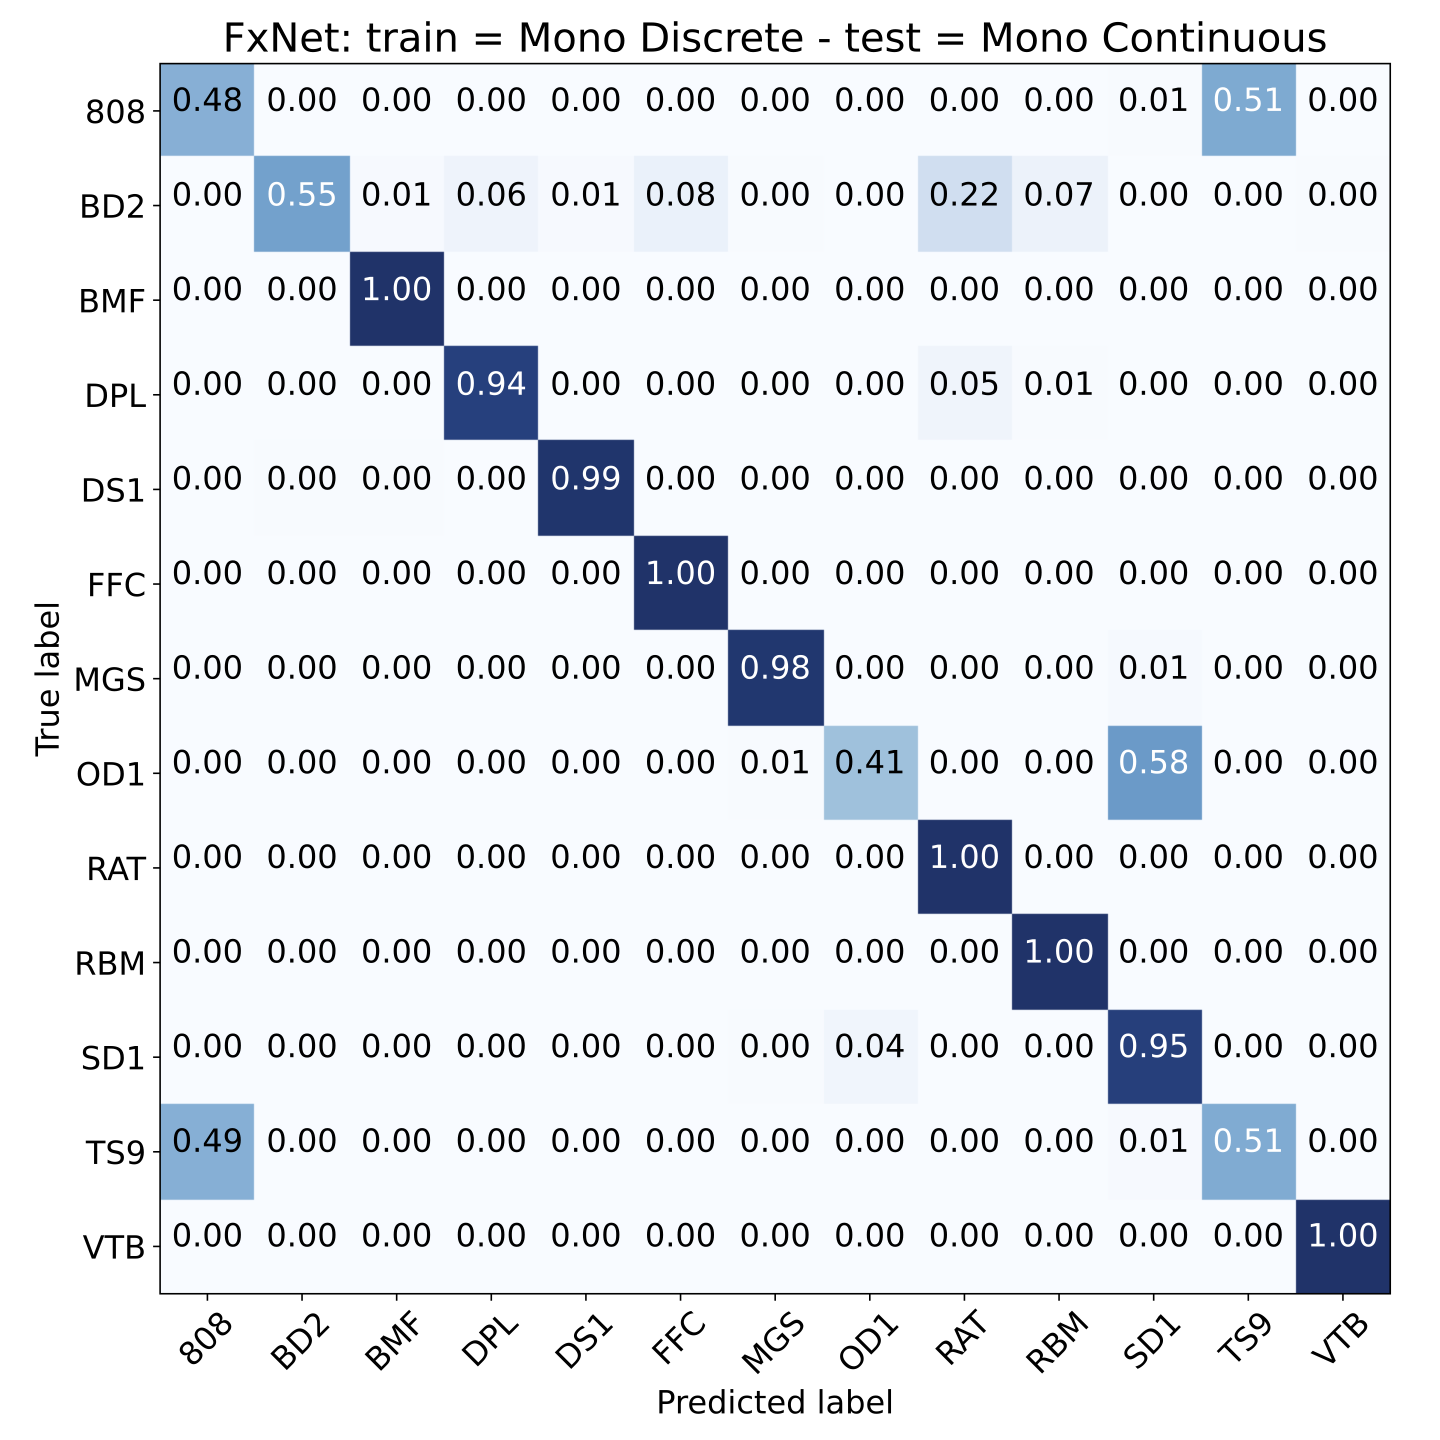 FxNet: train = Mono Discrete - test = Mono Continuous
808 0.48 0.00 0.00 0.00 0.00 0.00 0.00 0.00 0.00 0.00 0.01 0.51 0.00
BD2 0.00 0.55 0.01 0.06 0.01 0.08 0.00 0.00 0.22 0.07 0.00 0.00 0.00
BMF 0.00 0.00 1.00 0.00 0.00 0.00 0.00 0.00 0.00 0.00 0.00 0.00 0.00
DPL 0.00 0.00 0.00 0.94 0.00 0.00 0.00 0.00 0.05 0.01 0.00 0.00 0.00
DS1 0.00 0.00 0.00 0.00 0.99 0.00 0.00 0.00 0.00 0.00 0.00 0.00 0.00
FFC 0.00 0.00 0.00 0.00 0.00 1.00 0.00 0.00 0.00 0.00 0.00 0.00 0.00
MGS 0.00 0.00 0.00 0.00 0.00 0.00 0.98 0.00 0.00 0.00 0.01 0.00 0.00
OD1 0.00 0.00 0.00 0.00 0.00 0.00 0.01 0.41 0.00 0.00 0.58 0.00 0.00
RAT 0.00 0.00 0.00 0.00 0.00 0.00 0.00 0.00 1.00 0.00 0.00 0.00 0.00
RBM 0.00 0.00 0.00 0.00 0.00 0.00 0.00 0.00 0.00 1.00 0.00 0.00 0.00
SD1 0.00 0.00 0.00 0.00 0.00 0.00 0.00 0.04 0.00 0.00 0.95 0.00 0.00
TS9 0.49 0.00 0.00 0.00 0.00 0.00 0.00 0.00 0.00 0.00 0.01 0.51 0.00
VTB 0.00 0.00 0.00 0.00 0.00 0.00 0.00 0.00 0.00 0.00 0.00 0.00 1.00
True label
808 BD2 BMF DPL DS1 FFC MGS OD1 RAT RBM SD1 TS9 VTB
Predicted label